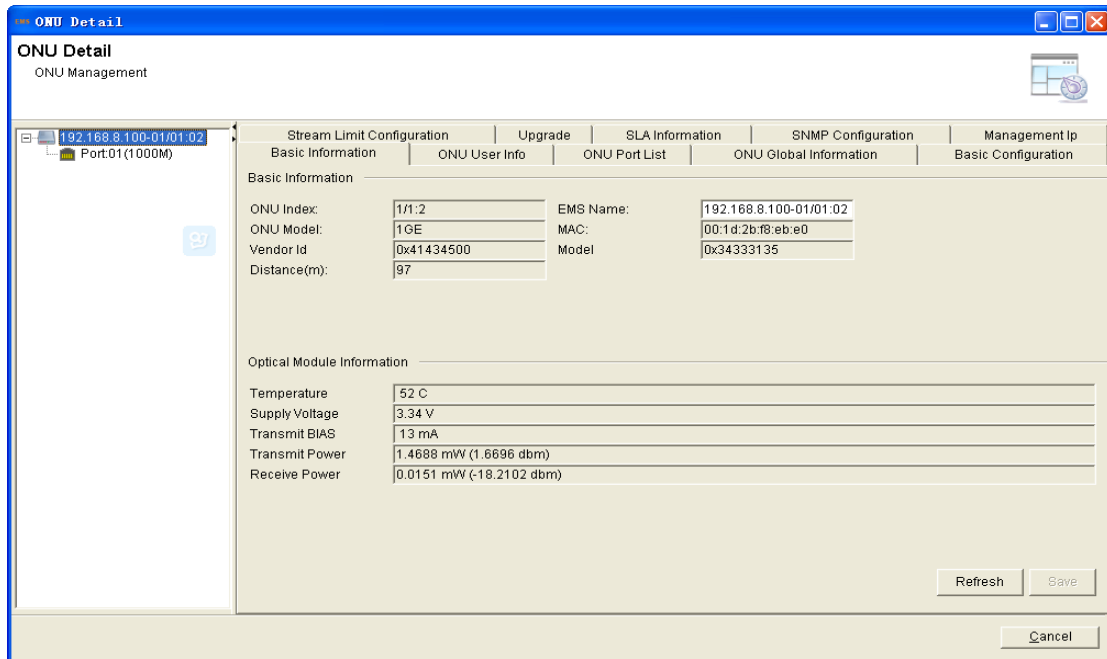 EMS ONU Detail
ONU Detail
ONU Management
192.168.8.100-01/01:02
Port:01(1000M)
Stream Limit Configuration Upgrade SLA Information SNMP Configuration Management Ip
Basic Information ONU User Info ONU Port List ONU Global Information Basic Configuration
Basic Information
ONU Index: 1/1:2 EMS Name: 192.168.8.100-01/01:02
ONU Model: 1GE MAC: 00:1d:2b:f8:eb:e0
Vendor Id 0x41434500 Model 0x34333135
Distance(m): 97
Optical Module Information
Temperature 52 C
Supply Voltage 3.34 V
Transmit BIAS 13 mA
Transmit Power 1.4688 mW (1.6696 dbm)
Receive Power 0.0151 mW (-18.2102 dbm)
Refresh Save
Cancel